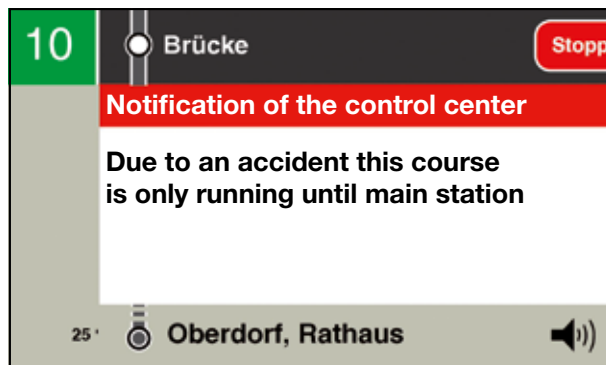 10 Brücke Stopp
Notification of the control center
Due to an accident this course
is only running until main station
25' Oberdorf, Rathaus